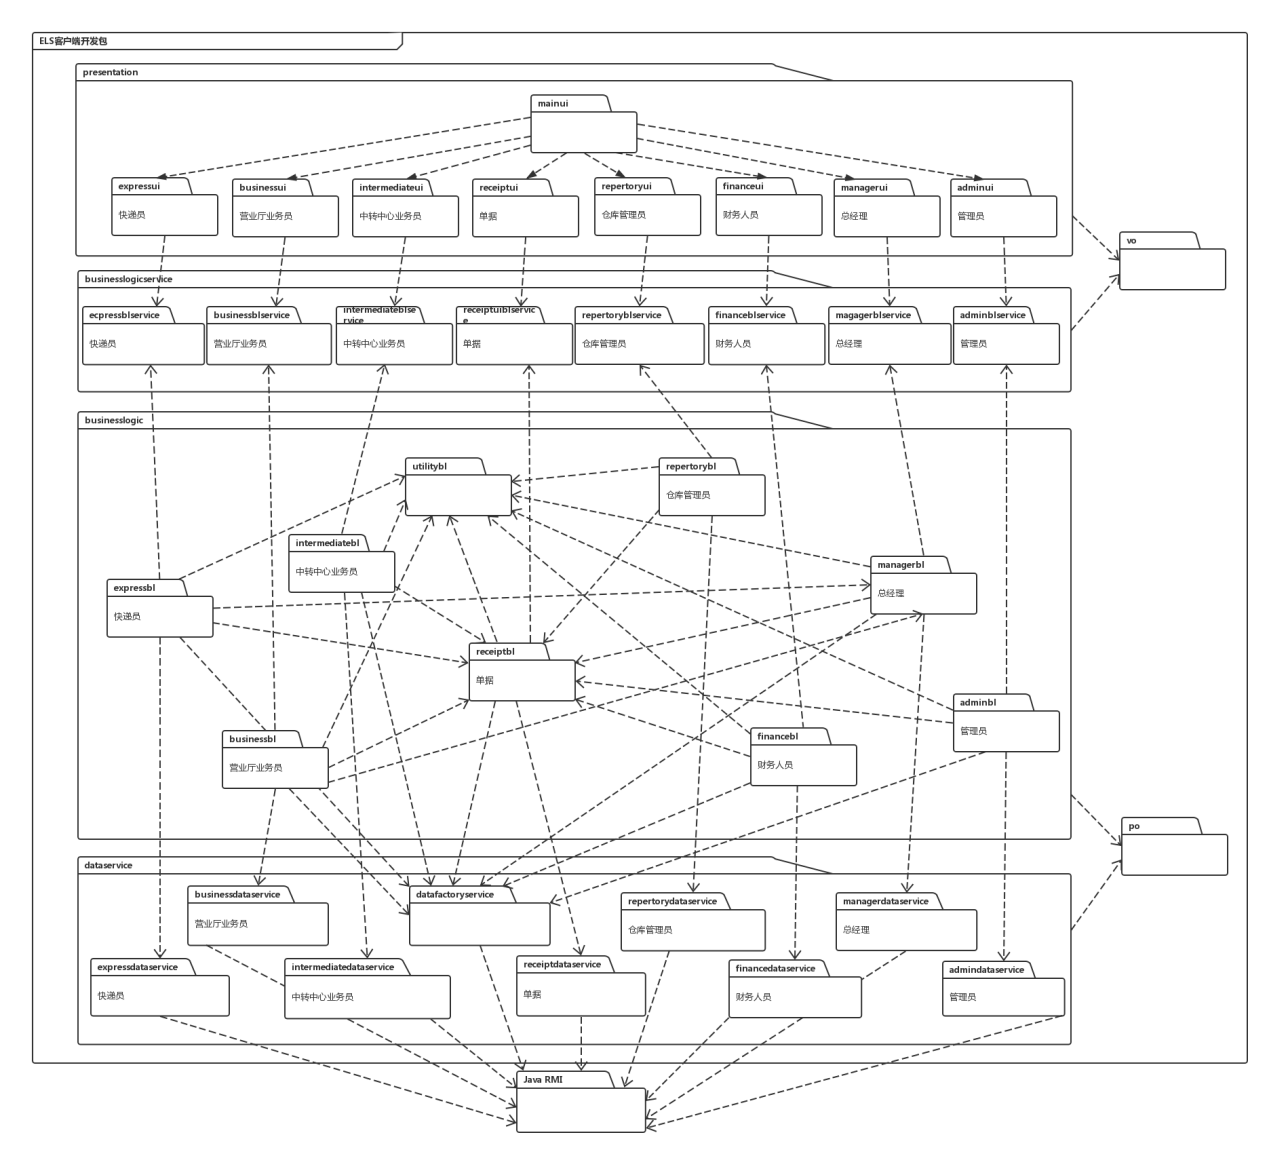 ELS客户端开发包
presentation
mainui
expressui
快递员
businessui
营业厅业务员
intermediateui
中转中心业务员
receiptui
单据
repertoryui
仓库管理员
financeui
财务人员
managerui
总经理
adminui
管理员
vo
businesslogicservice
ecpressblservice
快递员
businessblservice
营业厅业务员
intermediateblse
rvice
中转中心业务员
receiptuiblservic
e
单据
repertoryblservice
仓库管理员
financeblservice
财务人员
magagerblservice
总经理
adminblservice
管理员
businesslogic
utilitybl
repertorybl
仓库管理员
intermediatebl
中转中心业务员
managerbl
总经理
expressbl
快递员
receiptbl
单据
adminbl
管理员
businessbl
营业厅业务员
financebl
财务人员
po
dataservice
businessdataservice
营业厅业务员
datafactoryservice
repertorydataservice
仓库管理员
managerdataservice
总经理
expressdataservice
快递员
intermediatedataservice
中转中心业务员
receiptdataservice
单据
financedataservice
财务人员
admindataservice
管理员
Java RMI